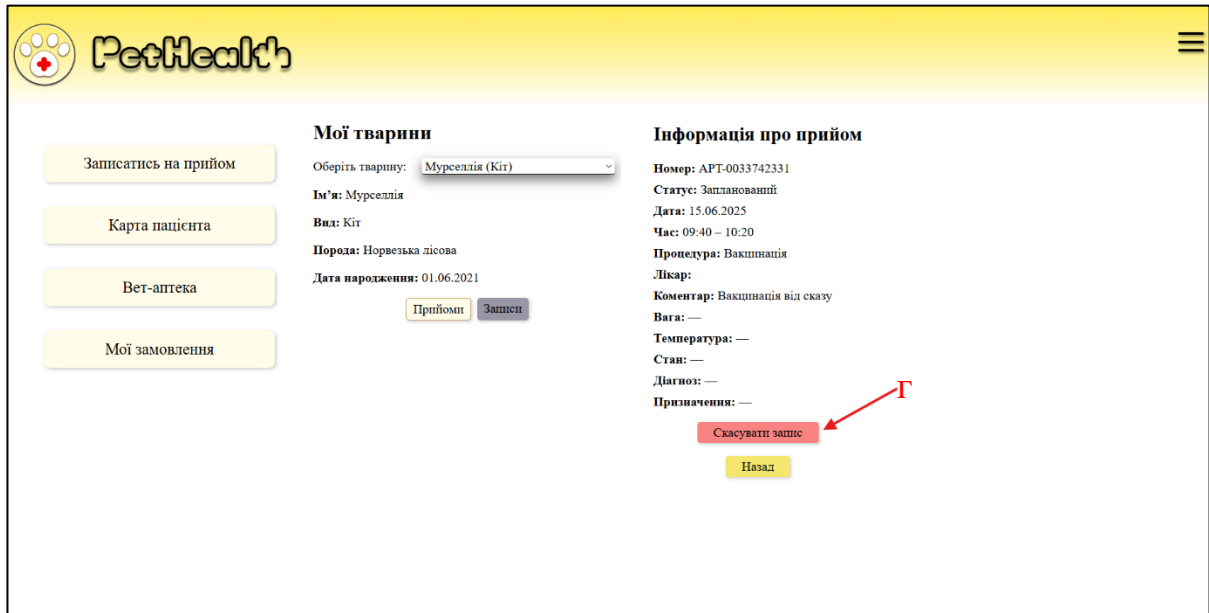 PetHealth
Записатись на прийом
Карта пацієнта
Вет-аптека
Мої замовлення
Мої тварини
Оберіть тварину: Мурселлія (Кіт)
Ім’я: Мурселлія
Вид: Кіт
Порода: Норвезька лісова
Дата народження: 01.06.2021
Прийоми Записи
Інформація про прийом
Номер: APT-0033742331
Статус: Запланований
Дата: 15.06.2025
Час: 09:40 – 10:20
Процедура: Вакцинація
Лікар:
Коментар: Вакцинація від сказу
Вага: —
Температура: —
Стан: —
Діагноз: —
Призначення: —
Г
Скасувати запис
Назад